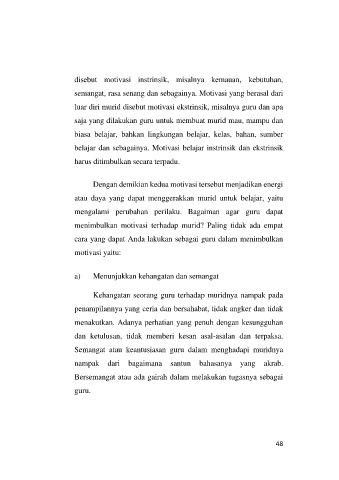 disebut motivasi instrinsik, misalnya kemauan, kebutuhan,
semangat, rasa senang dan sebagainya. Motivasi yang berasal dari
luar diri murid disebut motivasi ekstrinsik, misalnya guru dan apa
saja yang dilakukan guru untuk membuat murid mau, mampu dan
biasa belajar, bahkan lingkungan belajar, kelas, bahan, sumber
belajar dan sebagainya. Motivasi belajar instrinsik dan ekstrinsik
harus ditimbulkan secara terpadu.
Dengan demikian kedua motivasi tersebut menjadikan energi
atau daya yang dapat menggerakkan murid untuk belajar, yaitu
mengalami perubahan perilaku. Bagaiman agar guru dapat
menimbulkan motivasi terhadap murid? Paling tidak ada empat
cara yang dapat Anda lakukan sebagai guru dalam menimbulkan
motivasi yaitu:
a) Menunjukkan kehangatan dan semangat
Kehangatan seorang guru terhadap muridnya nampak pada
penampilannya yang ceria dan bersahabat, tidak angker dan tidak
menakutkan. Adanya perhatian yang penuh dengan kesungguhan
dan ketulusan, tidak memberi kesan asal-asalan dan terpaksa.
Semangat atau keantusiasan guru dalam menghadapi muridnya
nampak dari bagaimana santun bahasanya yang akrab.
Bersemangat atau ada gairah dalam melakukan tugasnya sebagai
guru.
48